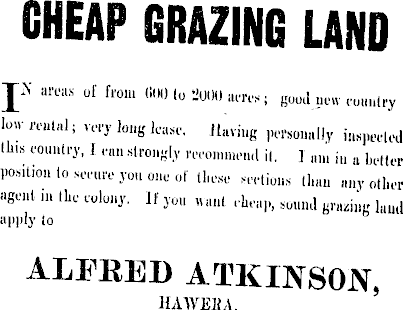 CHEAP GRAZING LAND
IN areas of from 600 to 2000 acres; good new country
low rental; very long lease. Having personally inspected
this country, I can strongly recommend it. I am in a better
position to secure you one of these sections than any other
agent in the colony. If you want cheap, sound grazing land
apply to
ALFRED ATKINSON,
HAWERA.